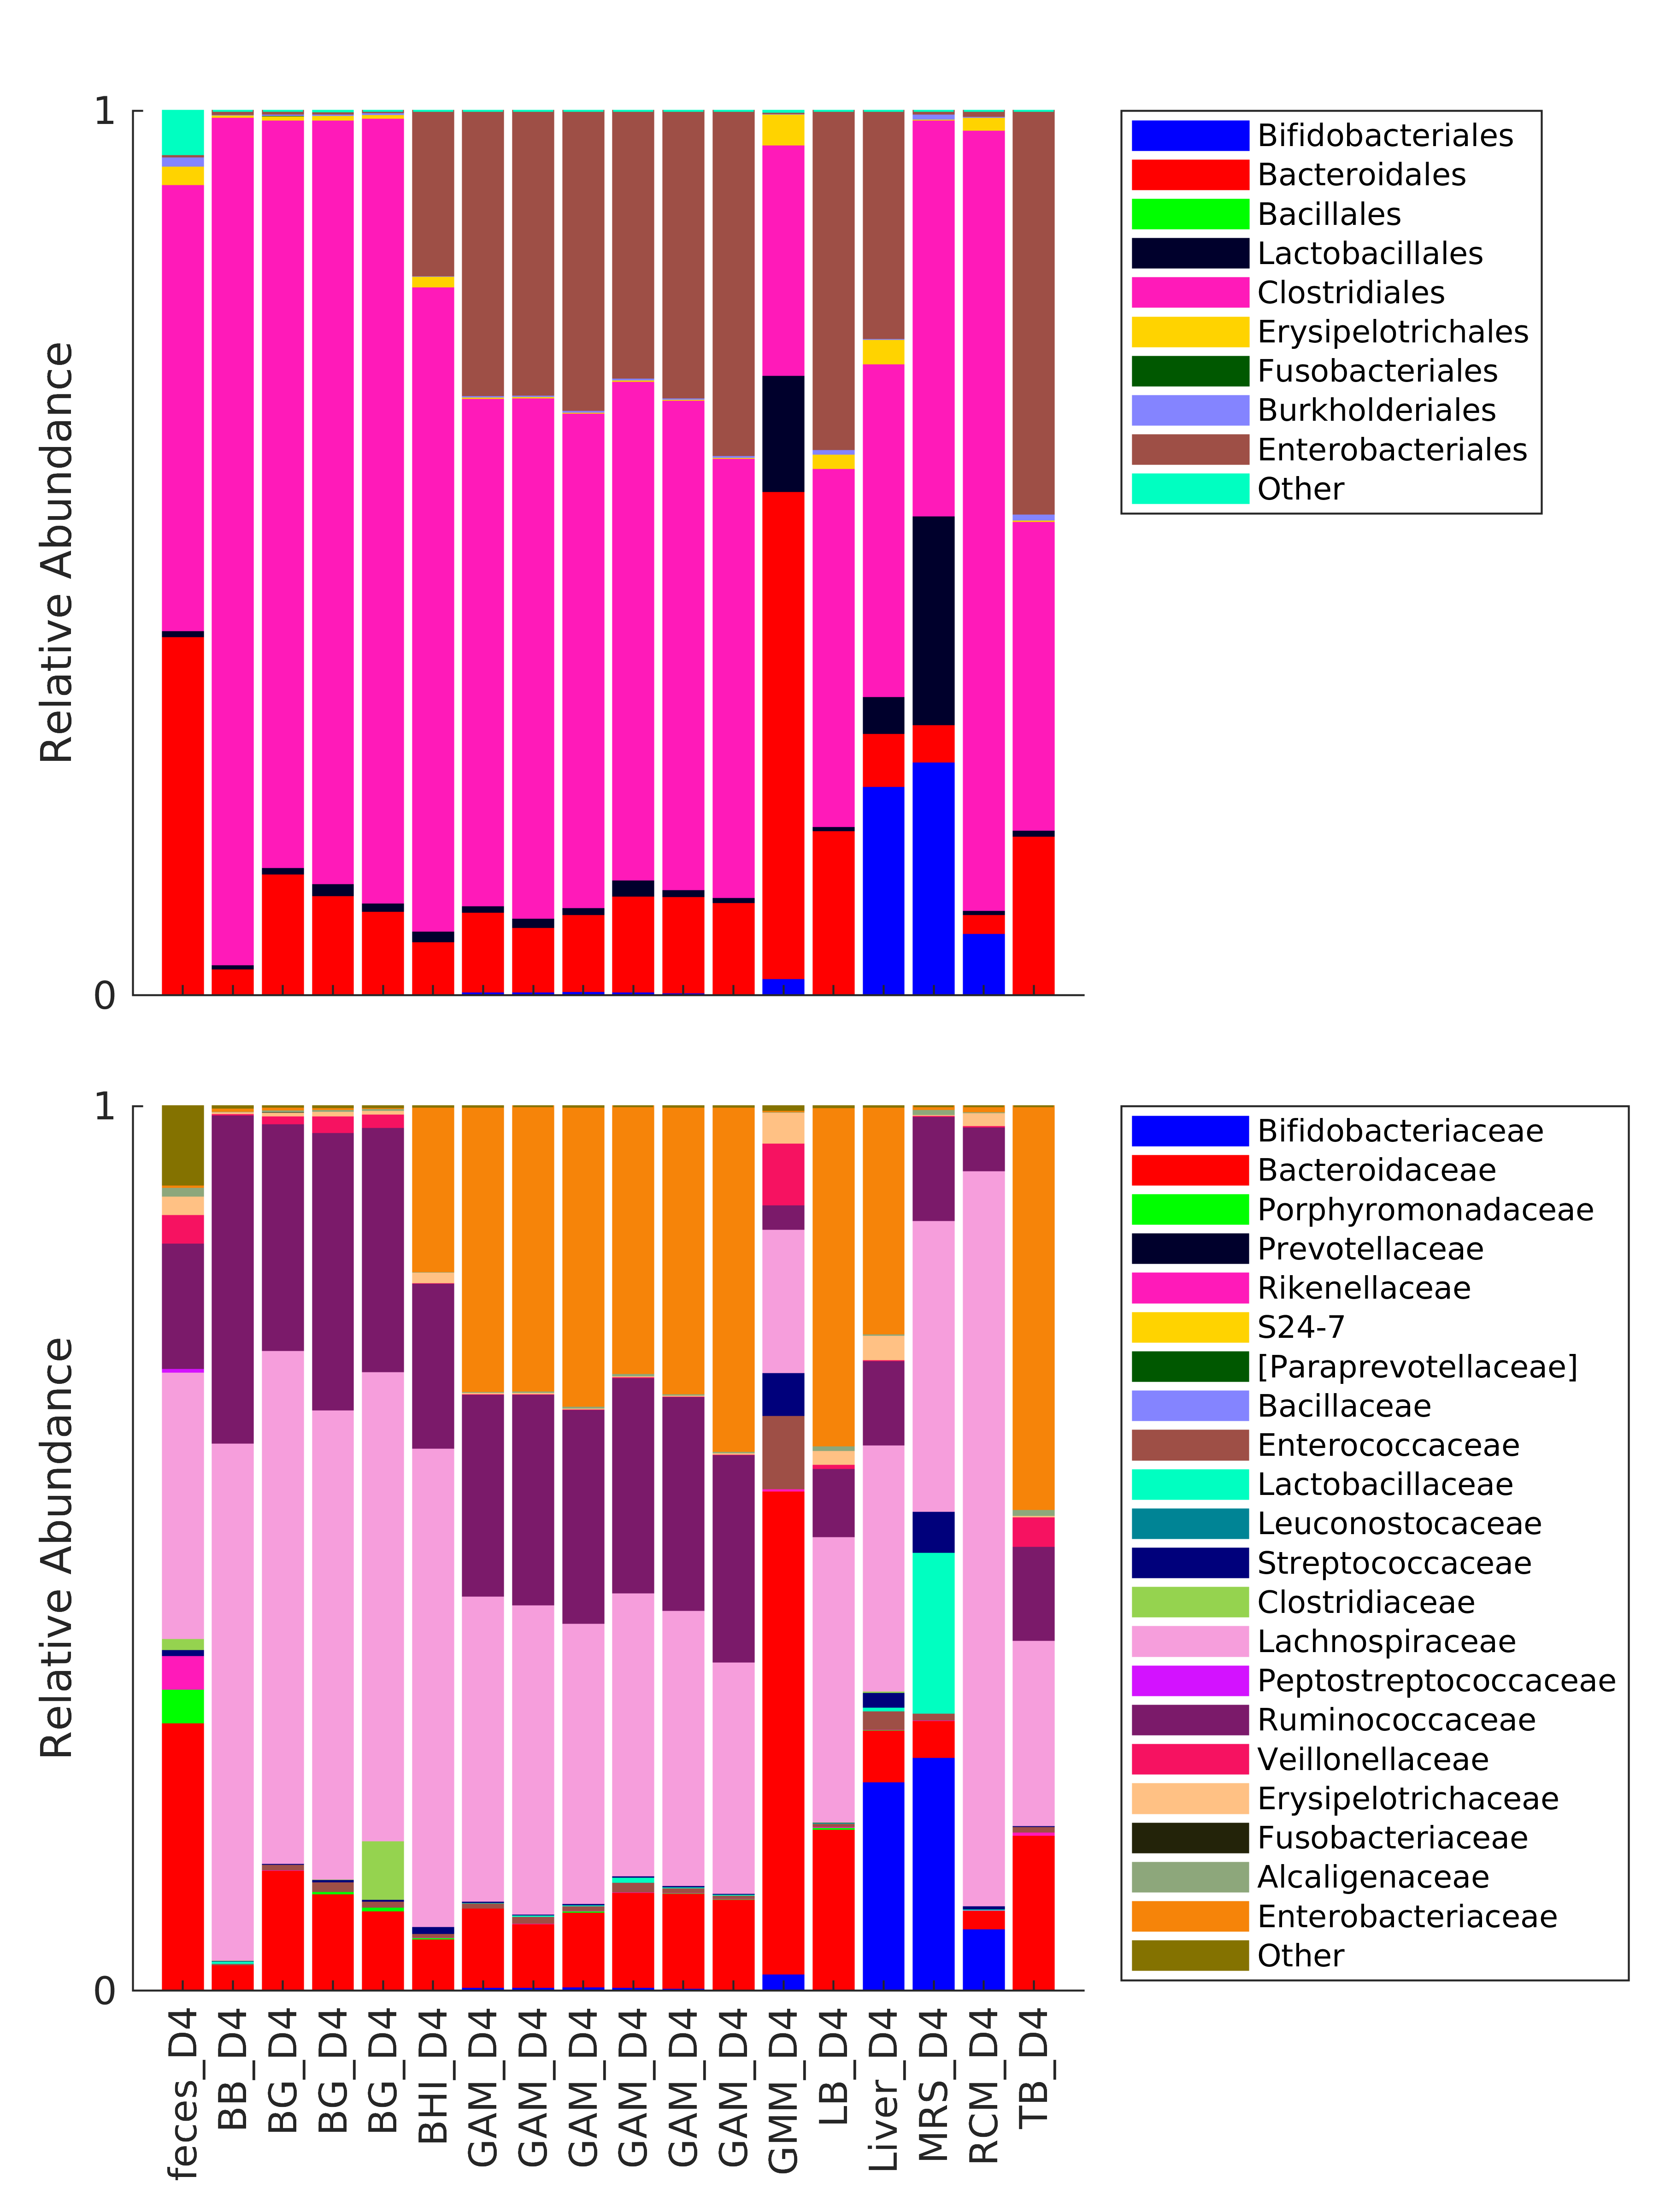 1
Relative Abundance
0
Bifidobacteriales
Bacteroidales
Bacillales
Lactobacillales
Clostridiales
Erysipelotrichales
Fusobacteriales
Burkholderiales
Enterobacteriales
Other
1
Relative Abundance
0
Bifidobacteriaceae
Bacteroidaceae
Porphyromonadaceae
Prevotellaceae
Rikenellaceae
S24-7
[Paraprevotellaceae]
Bacillaceae
Enterococcaceae
Lactobacillaceae
Leuconostocaceae
Streptococcaceae
Clostridiaceae
Lachnospiraceae
Peptostreptococcaceae
Ruminococcaceae
Veillonellaceae
Erysipelotrichaceae
Fusobacteriaceae
Alcaligenaceae
Enterobacteriaceae
Other
feces_D4
BB_D4
BG_D4
BG_D4
BG_D4
BHI_D4
GAM_D4
GAM_D4
GAM_D4
GAM_D4
GAM_D4
GAM_D4
GMM_D4
LB_D4
Liver_D4
MRS_D4
RCM_D4
TB_D4